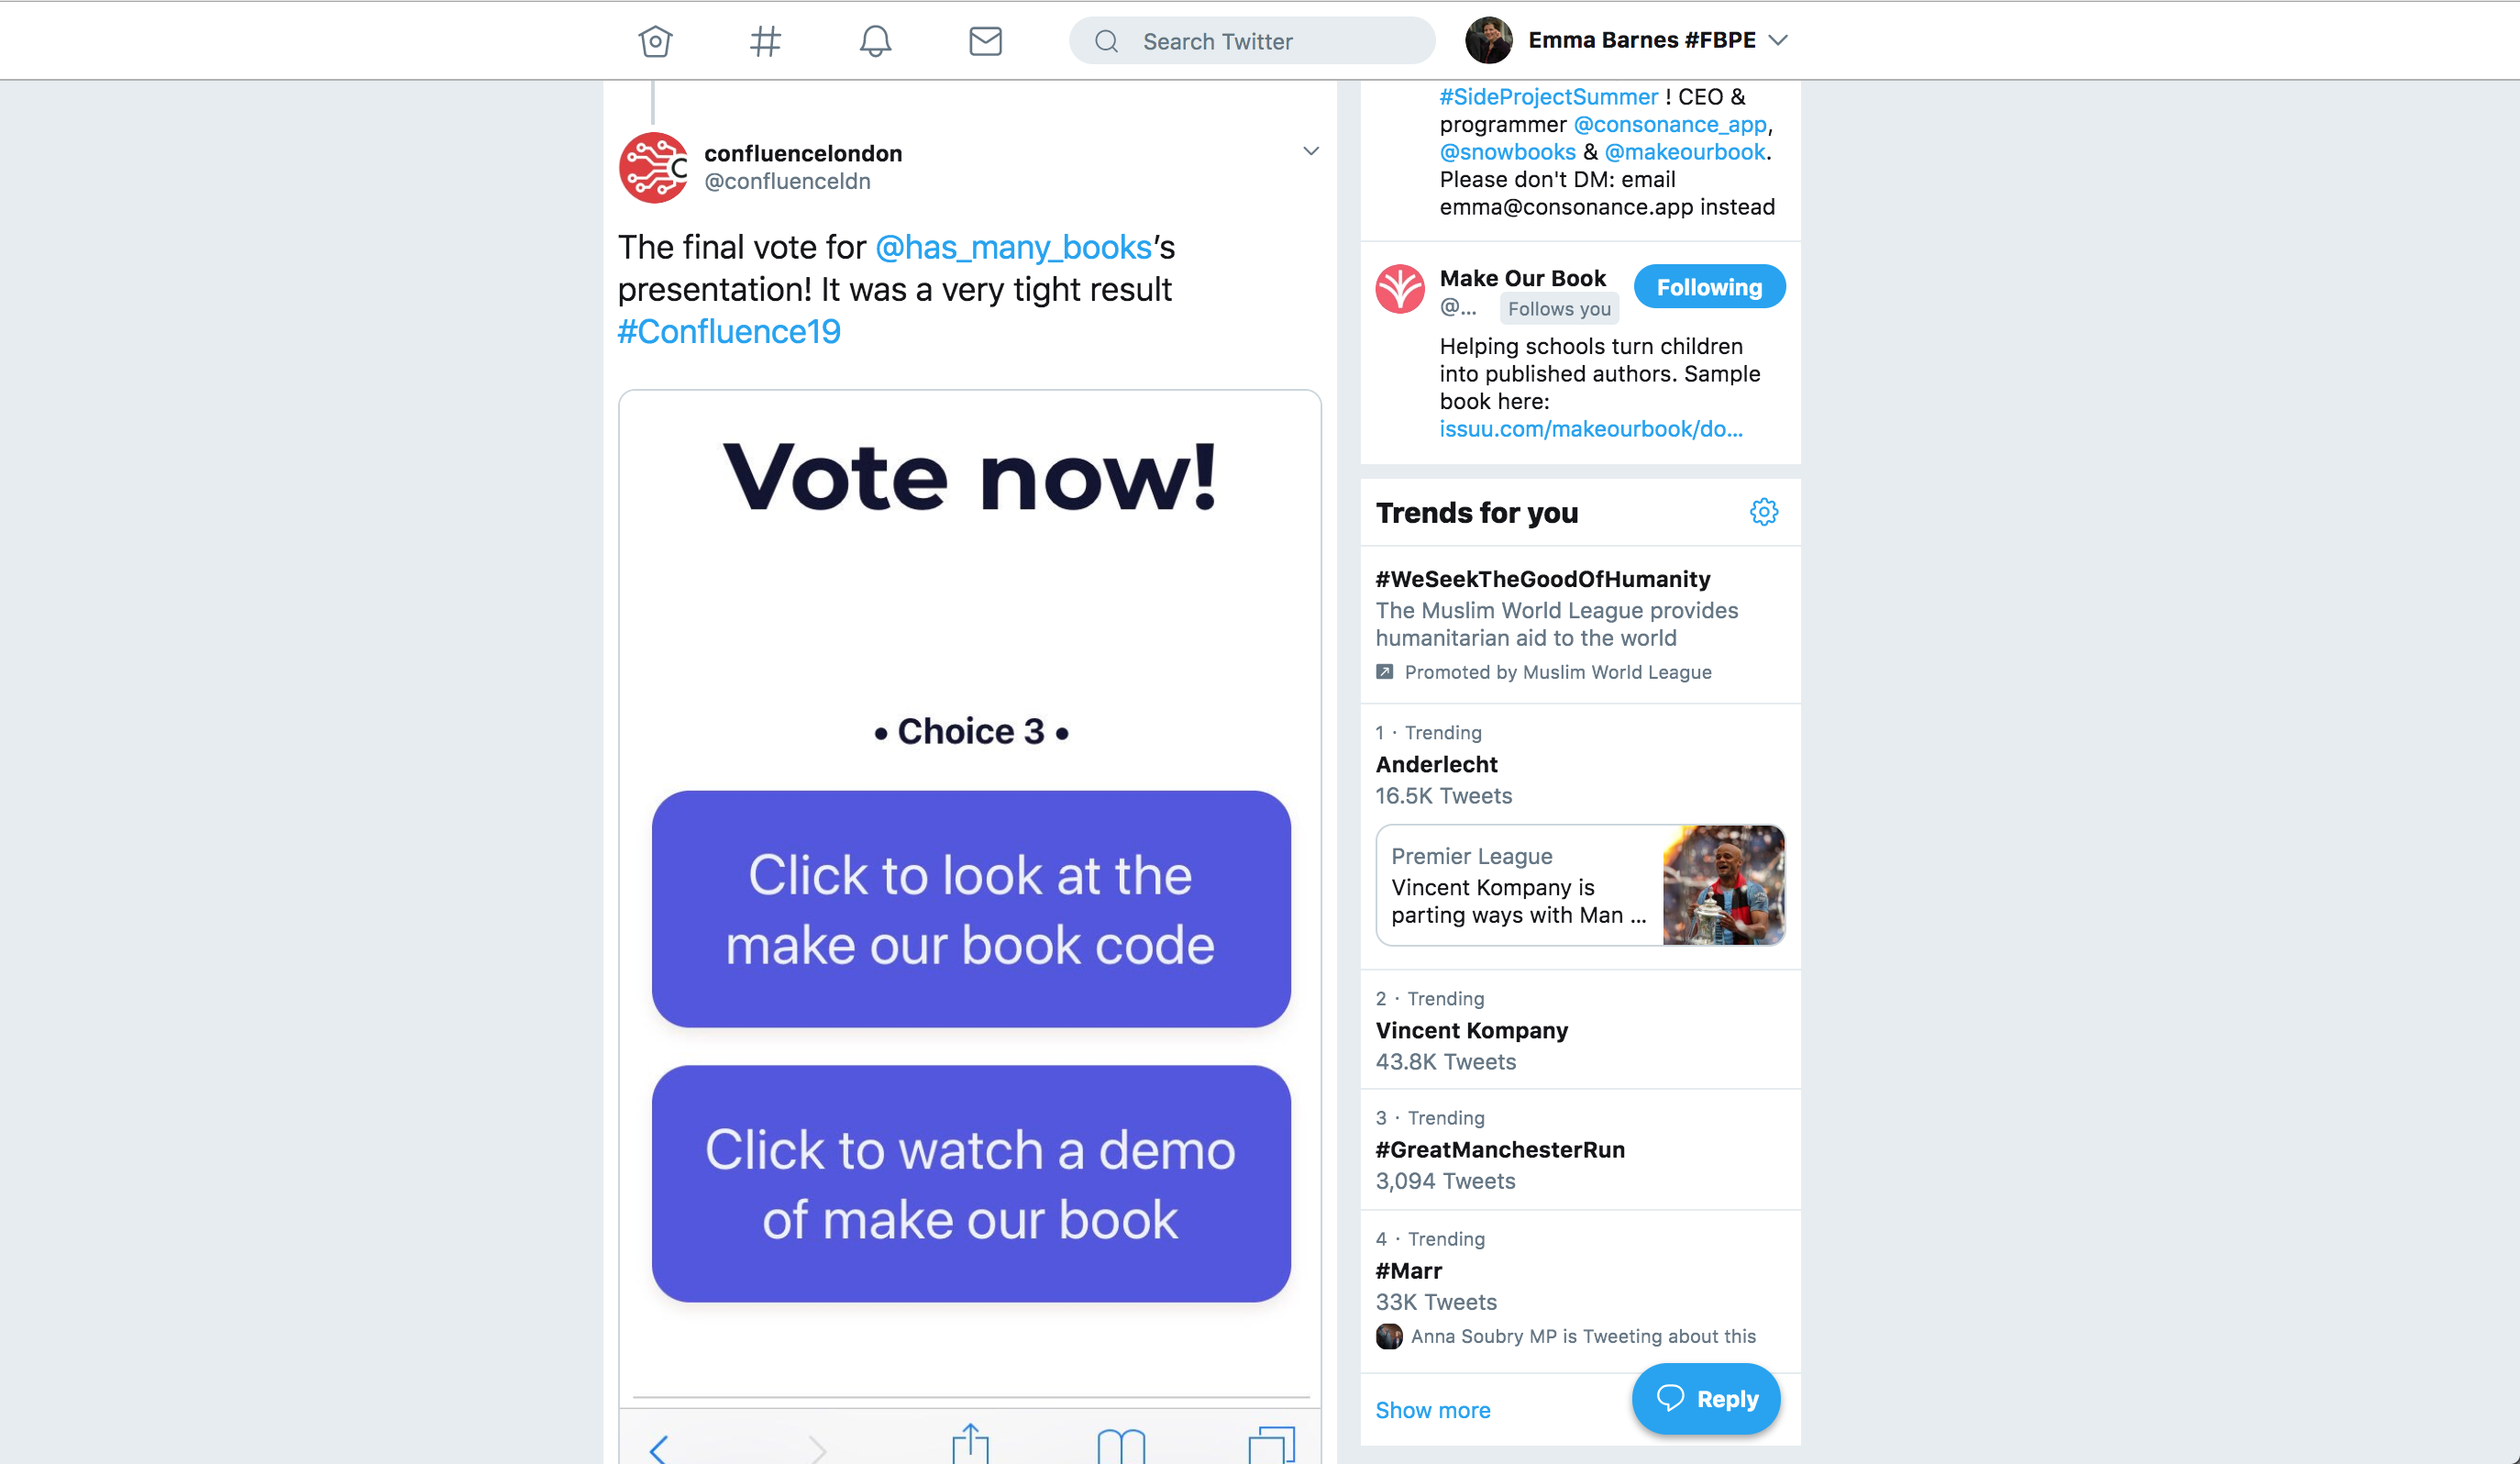 Search Twitter
Emma Barnes #FBPE
confluencelondon
@confluenceldn
The final vote for @has_many_books’s
presentation! It was a very tight result
#Confluence19
Vote now!
• Choice 3 •
Click to look at the
make our book code
Click to watch a demo
of make our book
#SideProjectSummer ! CEO &
programmer @consonance_app,
@snowbooks & @makeourbook.
Please don't DM: email
emma@consonance.app instead
Make Our Book
@...
Follows you
Following
Helping schools turn children
into published authors. Sample
book here:
issuu.com/makeourbook/do...
Trends for you
#WeSeekTheGoodOfHumanity
The Muslim World League provides
humanitarian aid to the world
Promoted by Muslim World League
1 · Trending
Anderlecht
16.5K Tweets
Premier League
Vincent Kompany is
parting ways with Man ...
2 · Trending
Vincent Kompany
43.8K Tweets
3 · Trending
#GreatManchesterRun
3,094 Tweets
4 · Trending
#Marr
33K Tweets
Anna Soubry MP is Tweeting about this
Show more
Reply